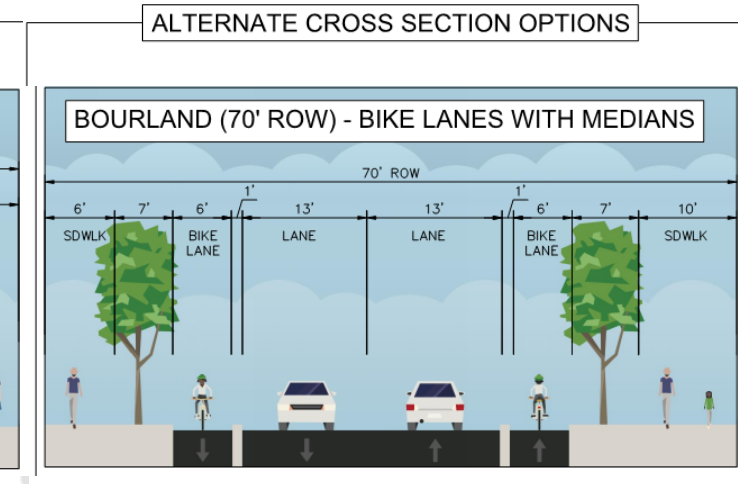 ALTERNATE CROSS SECTION OPTIONS
BOURLAND (70' ROW) - BIKE LANES WITH MEDIANS
70' ROW
6' 7' 6' 1' 13' 13' 1' 6' 7' 10'
SDWLK BIKE LANE LANE BIKE SDWLK
LANE LANE